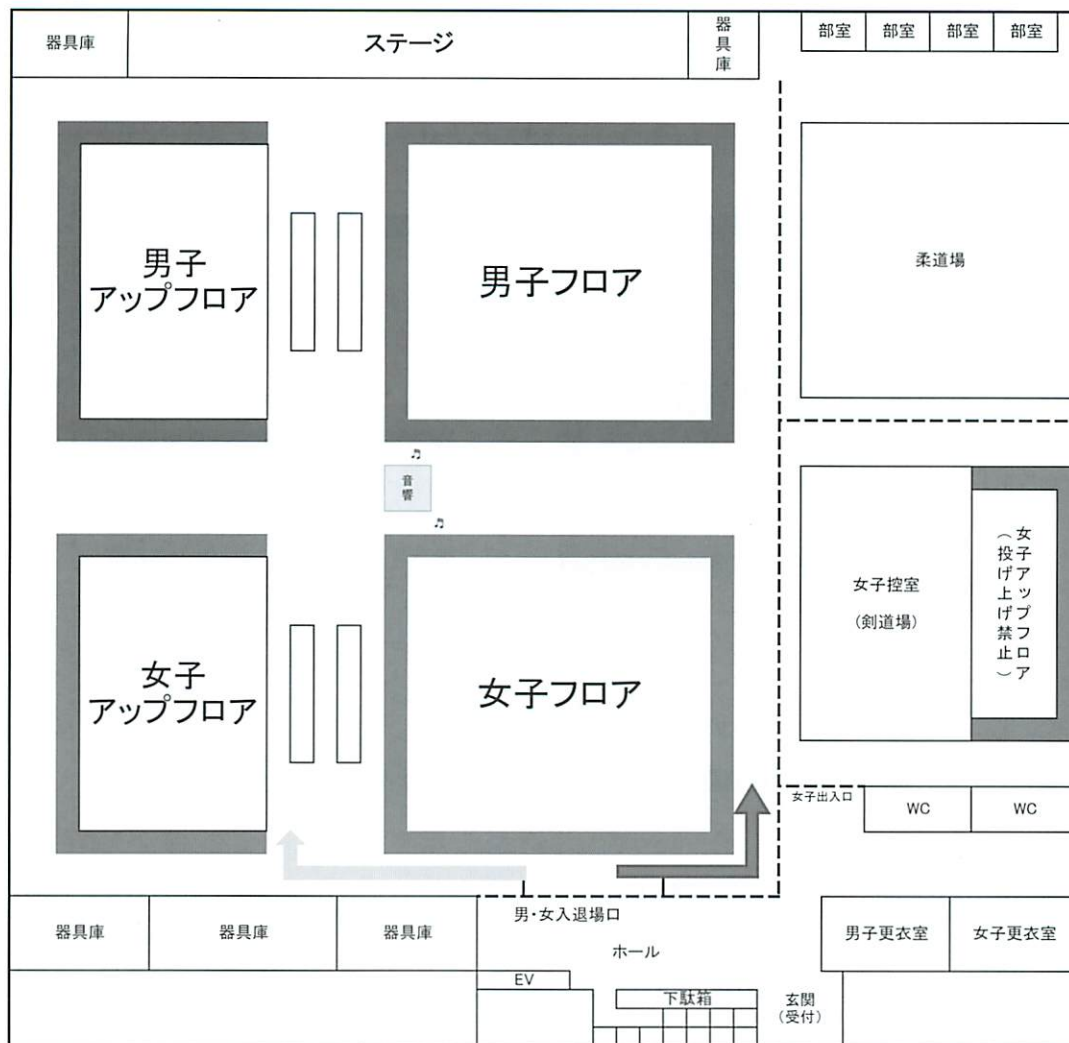 器具庫
ステージ
器具庫
部室
部室
部室
部室
男子
アップフロア
男子フロア
柔道場
♬
音響
♬
女子
アップフロア
女子フロア
女子控室
(剣道場)
女子アップフロア
(投げ上げ禁止)
女子出入口
WC
WC
器具庫
器具庫
器具庫
男・女入退場口
ホール
男子更衣室
女子更衣室
EV
下駄箱
玄関
(受付)